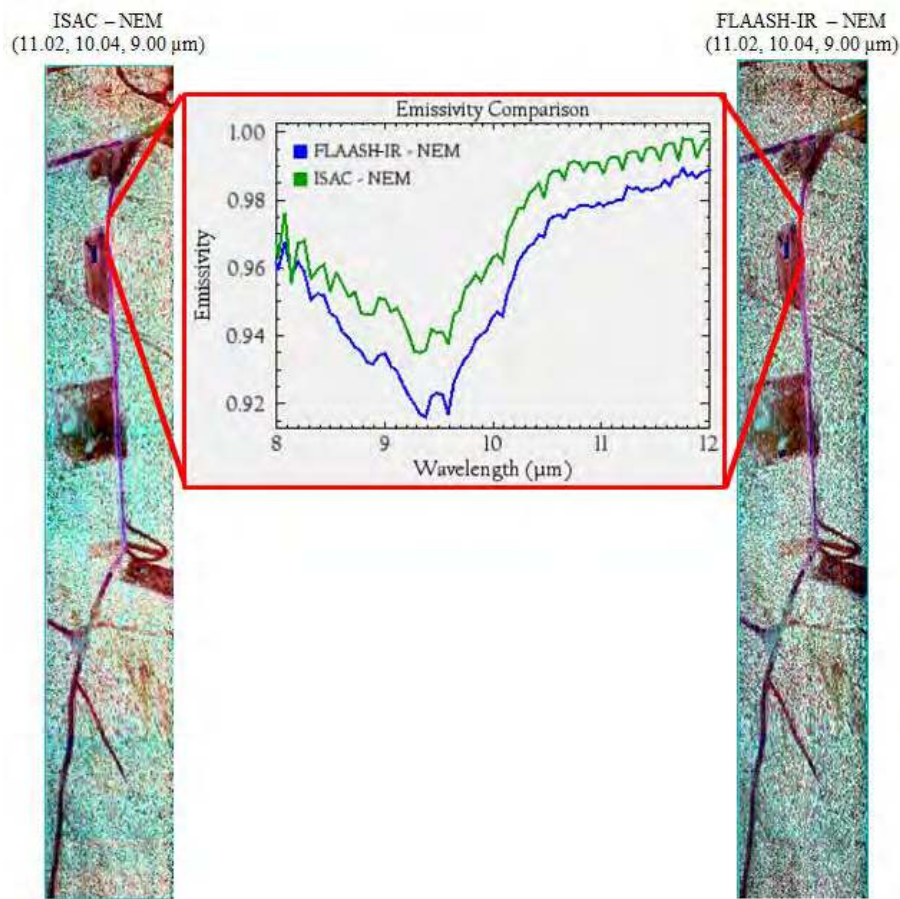 ISAC – NEM
(11.02, 10.04, 9.00 µm)
FLAASH-IR – NEM
(11.02, 10.04, 9.00 µm)
Emissivity Comparison
FLAASH-IR - NEM
ISAC - NEM
Emissivity
1.00
0.98
0.96
0.94
0.92
8
9
10
11
12
Wavelength (µm)